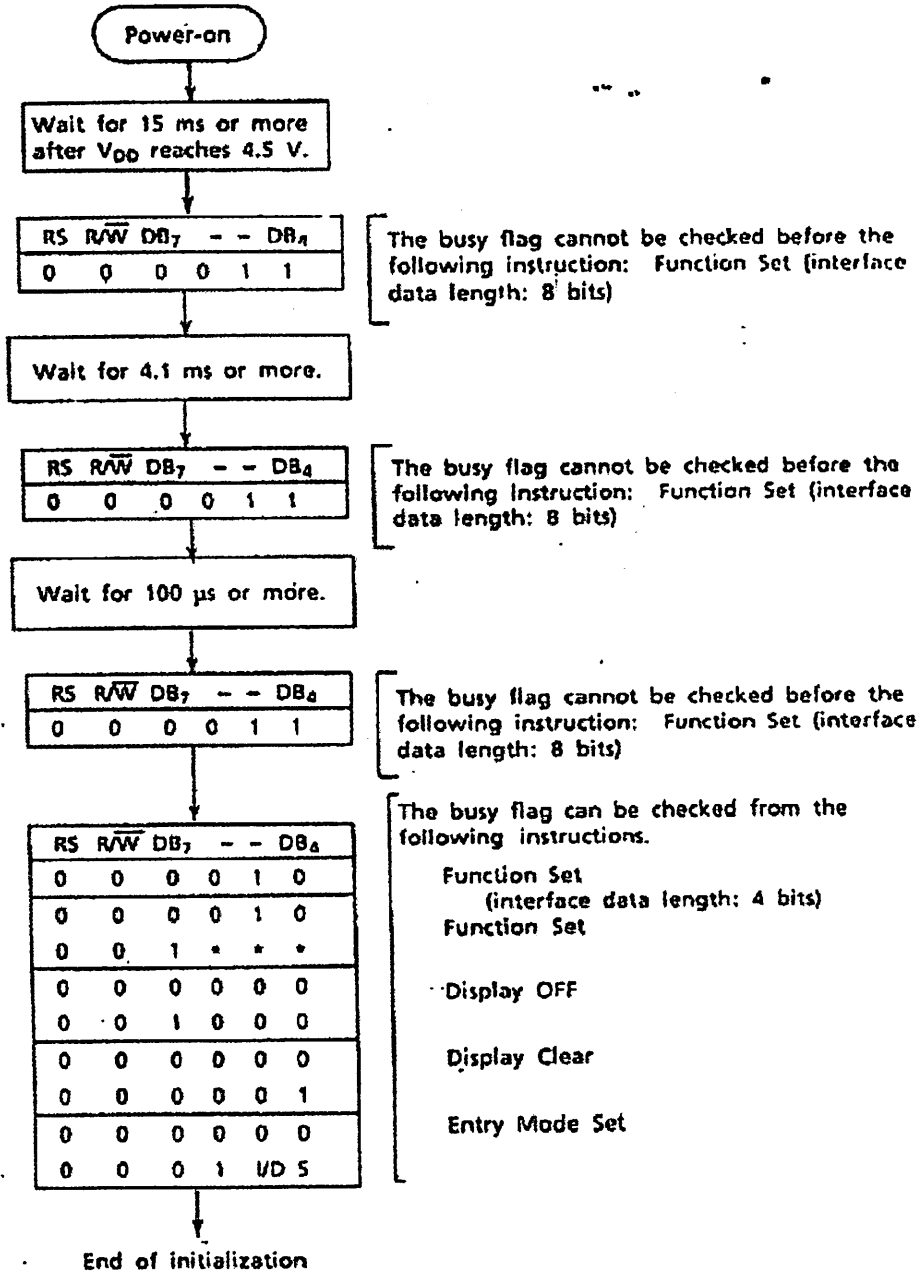 Power-on
Wait for 15 ms or more
after VDD reaches 4.5 V.
RS R/W DB7 - - DB4
0 0 0 0 1 1
The busy flag cannot be checked before the
following instruction: Function Set (interface
data length: 8 bits)
Wait for 4.1 ms or more.
RS R/W DB7 - - DB4
0 0 0 0 1 1
The busy flag cannot be checked before the
following instruction: Function Set (interface
data length: 8 bits)
Wait for 100 µs or more.
RS R/W DB7 - - DB4
0 0 0 0 1 1
The busy flag cannot be checked before the
following instruction: Function Set (interface
data length: 8 bits)
RS R/W DB7 - - DB4
0 0 0 0 1 0
0 0 0 0 1 0
0 0 1 * * *
0 0 0 0 0 0
0 0 1 0 0 0
0 0 0 0 0 0
0 0 0 0 0 1
0 0 0 0 0 0
0 0 0 1 I/D S
The busy flag can be checked from the
following instructions.
Function Set
(interface data length: 4 bits)
Function Set
Display OFF
Display Clear
Entry Mode Set
End of initialization